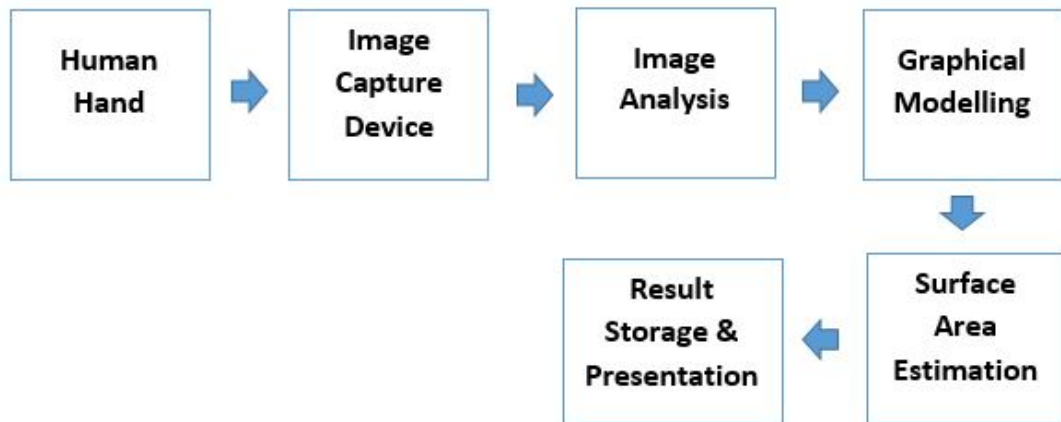 Human
Hand
Image
Capture
Device
Image
Analysis
Graphical
Modelling
Surface
Area
Estimation
Result
Storage &
Presentation